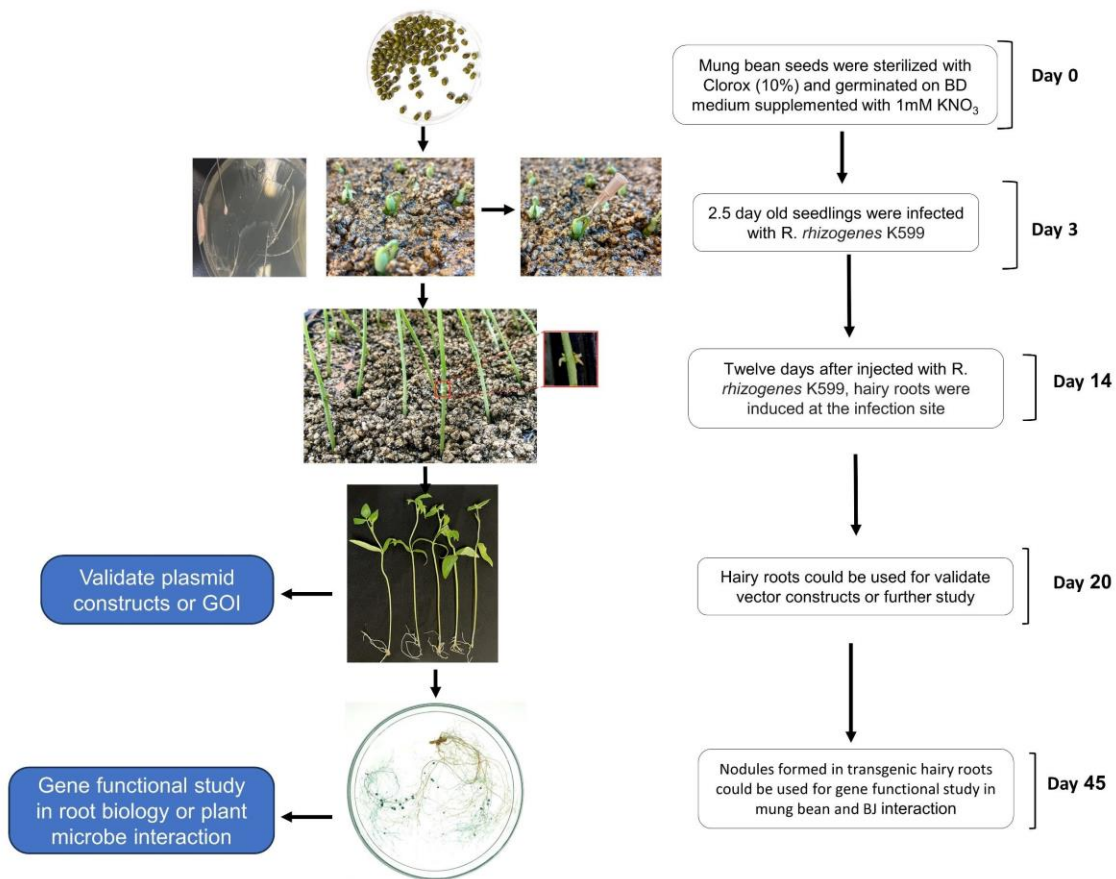 Mung bean seeds were sterilized with
Clorox (10%) and germinated on BD
medium supplemented with 1mM KNO₃
Day 0
2.5 day old seedlings were infected
with R. rhizogenes K599
Day 3
Twelve days after injected with R.
rhizogenes K599, hairy roots were
induced at the infection site
Day 14
Validate plasmid
constructs or GOI
Hairy roots could be used for validate
vector constructs or further study
Day 20
Gene functional study
in root biology or plant
microbe interaction
Nodules formed in transgenic hairy roots
could be used for gene functional study in
mung bean and BJ interaction
Day 45